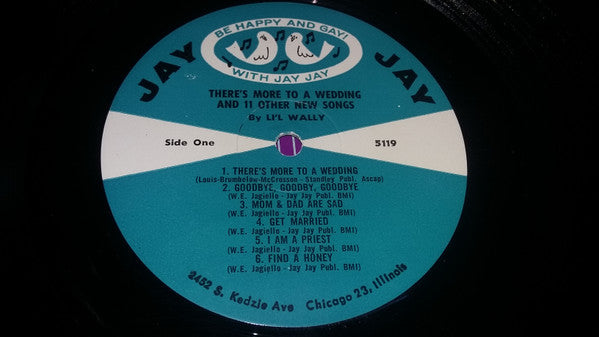 BE HAPPY AND GAY!
JAY JAY
WITH JAY JAY
THERE'S MORE TO A WEDDING
AND 11 OTHER NEW SONGS
By LI'L WALLY
Side One 5119
1. THERE'S MORE TO A WEDDING
(Louis-Brumbelow-McCrossen - Standley Publ. Ascap)
2. GOODBYE, GOODBY, GOODBYE
(W.E. Jagiello - Jay Jay Publ. BMI)
3. MOM & DAD ARE SAD
(W.E. Jagiello - Jay Jay Publ. BMI)
4. GET MARRIED
(W.E. Jagiello - Jay Jay Publ. BMI)
5. I AM A PRIEST
(W.E. Jagiello - Jay Jay Publ. BMI)
6. FIND A HONEY
(W.E. Jagiello - Jay Jay Publ. BMI)
2452 S. Kedzie Ave Chicago 23, Illinois